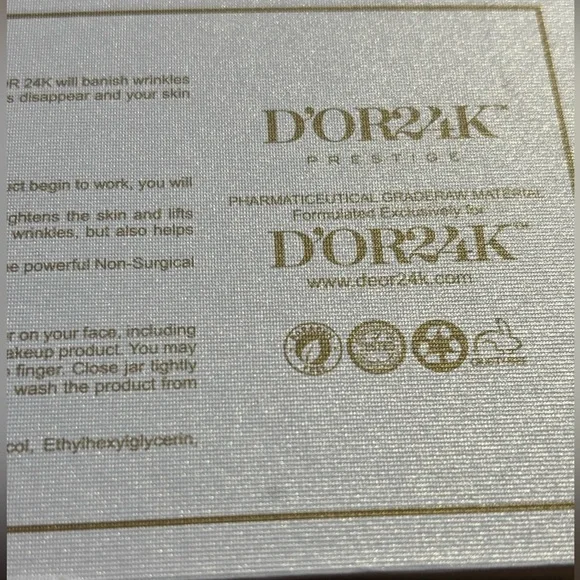 R 24K will banish wrinkles
s disappear and your skin
uct begin to work, you will
ghtens the skin and lifts
wrinkles, but also helps
e powerful Non-Surgical
r on your face, including
akeup product. You may
finger. Close jar tightly
wash the product from
col, Ethylhexylglycerin,
D'OR24K™
PRESTIGE
PHARMATICEUTICAL GRADERAW MATERIAL
Formulated Exclusively for
D'OR24K™
www.deor24k.com